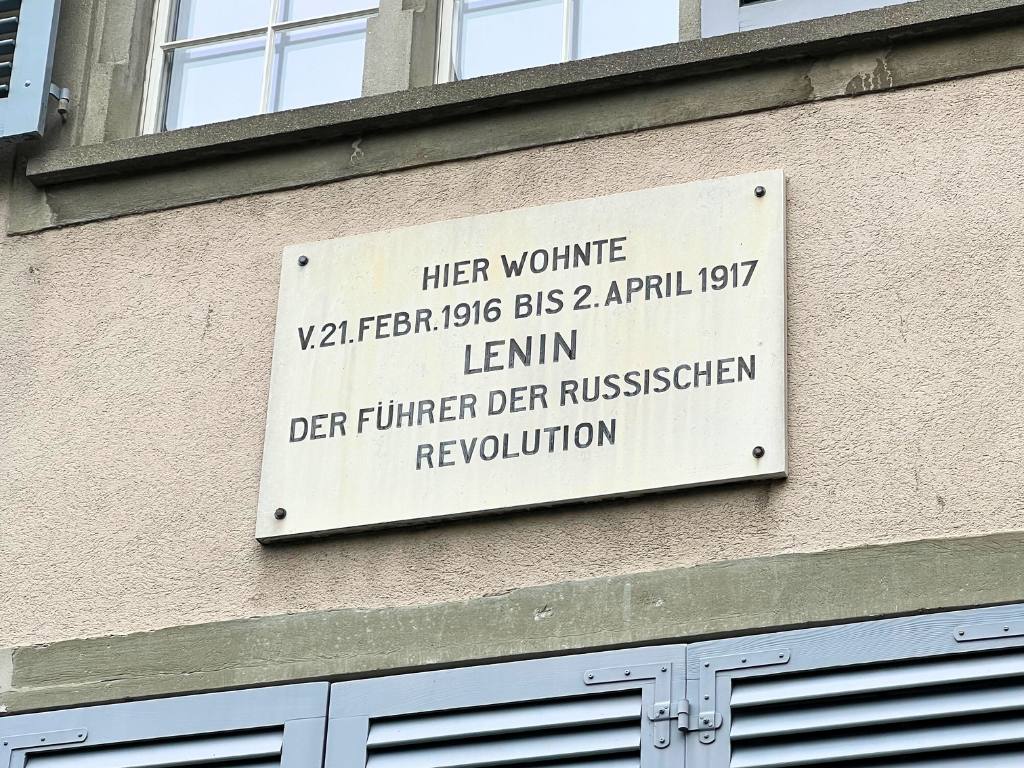 HIER WOHNTE
V. 21. FEBR. 1916 BIS 2. APRIL 1917
LENIN
DER FÜHRER DER RUSSISCHEN
REVOLUTION